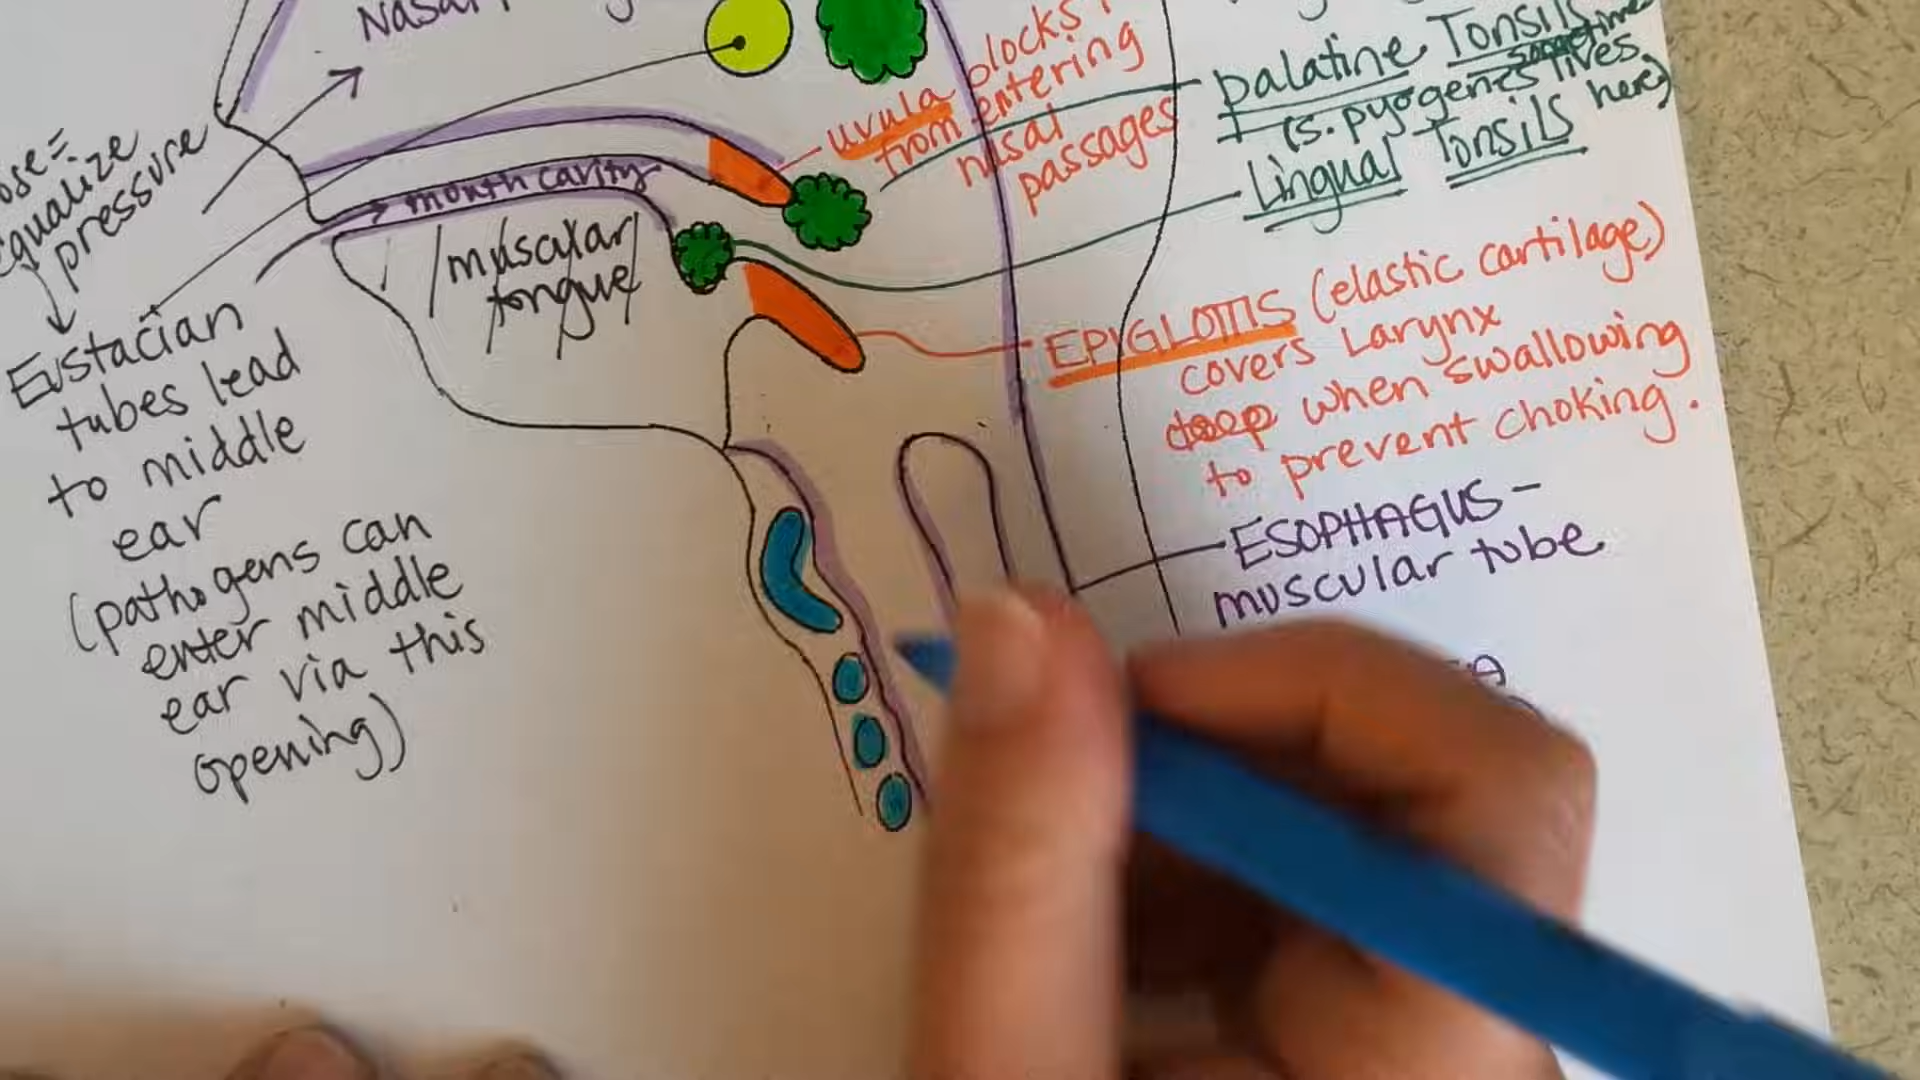 Nasal
ose=
equalize
pressure
Eustacian
tubes lead
to middle
ear
(pathogens can
enter middle
ear via this
opening)
mouth cavity
muscular
tongue
uvula blocks
from entering
nasal
passages
palatine Tonsils
(s. pyogenes sometimes lives here)
Lingual Tonsils
EPIGLOTTIS (elastic cartilage)
covers Larynx
when swallowing
to prevent choking.
ESOPHAGUS -
muscular tube